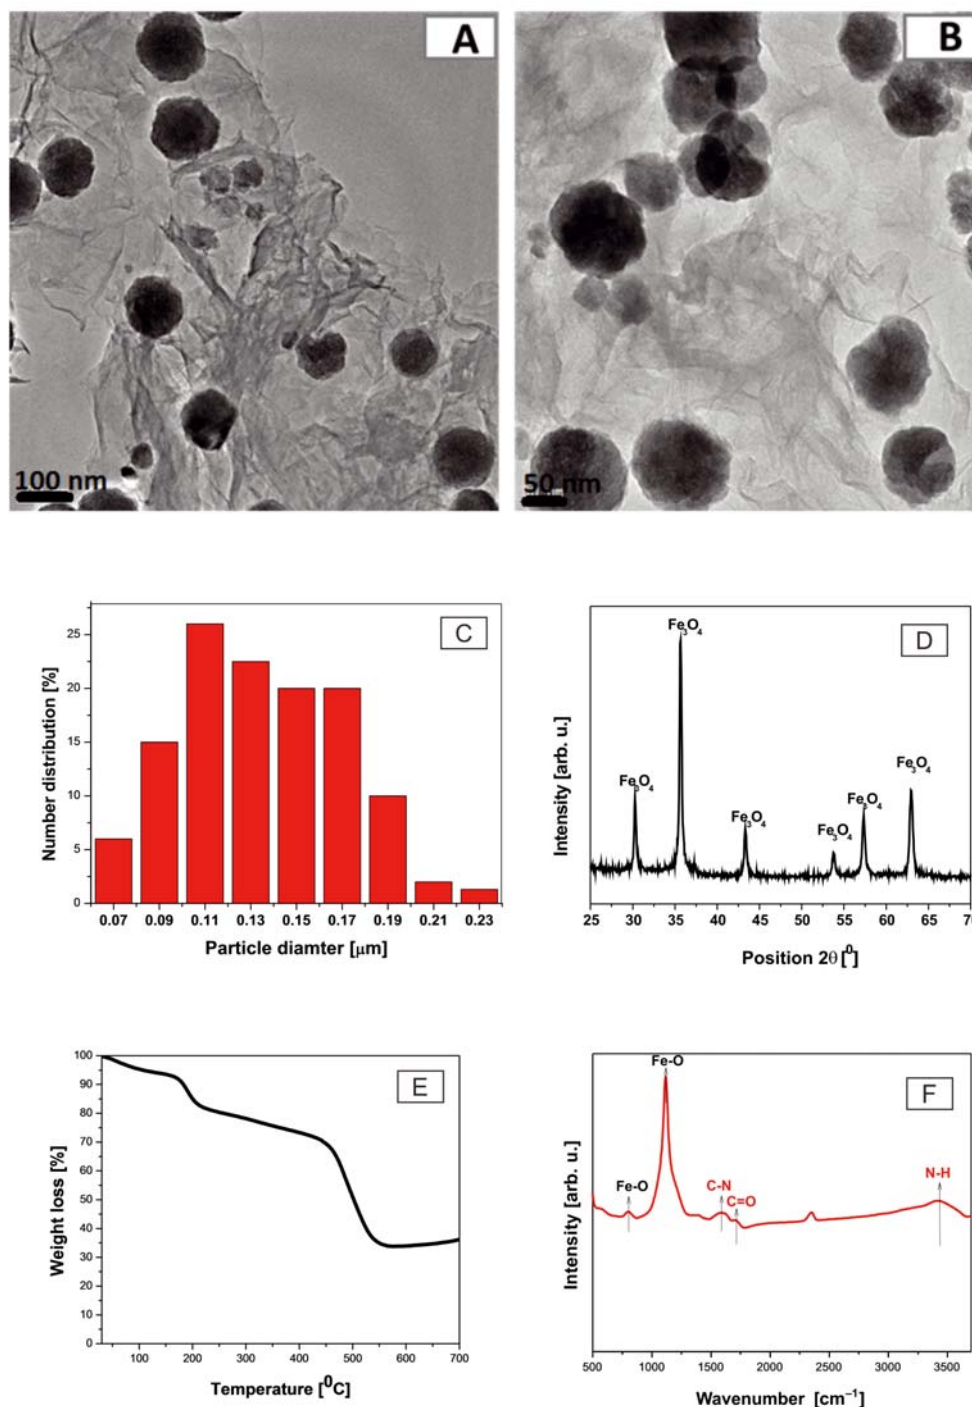 A
100 nm
B
50 nm
C
Number distribution [%]
25
20
15
10
5
0
0.07 0.09 0.11 0.13 0.15 0.17 0.19 0.21 0.23
Particle diamter [μm]
D
Intensity [arb. u.]
Fe3O4
Fe3O4
Fe3O4
Fe3O4
Fe3O4
Fe3O4
25 30 35 40 45 50 55 60 65 70
Position 2θ [0]
E
Weight loss [%]
100
90
80
70
60
50
40
30
20
10
0
100 200 300 400 500 600 700
Temperature [0C]
F
Intensity [arb. u.]
Fe-O
Fe-O
C-N
C=O
N-H
500 1000 1500 2000 2500 3000 3500
Wavenumber [cm−1]